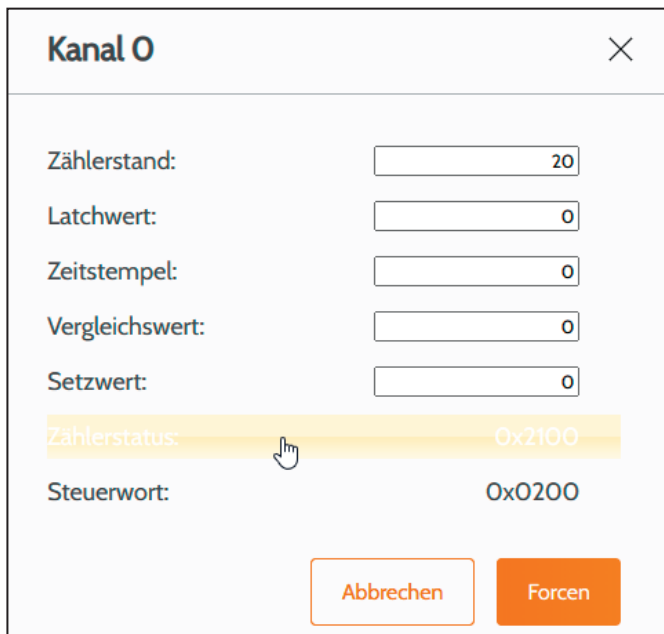 Kanal 0
Zählerstand: 20
Latchwert: 0
Zeitstempel: 0
Vergleichswert: 0
Setzwert: 0
Zählerstatus: 0x2100
Steuerwort: 0x0200
Abbrechen Forcen